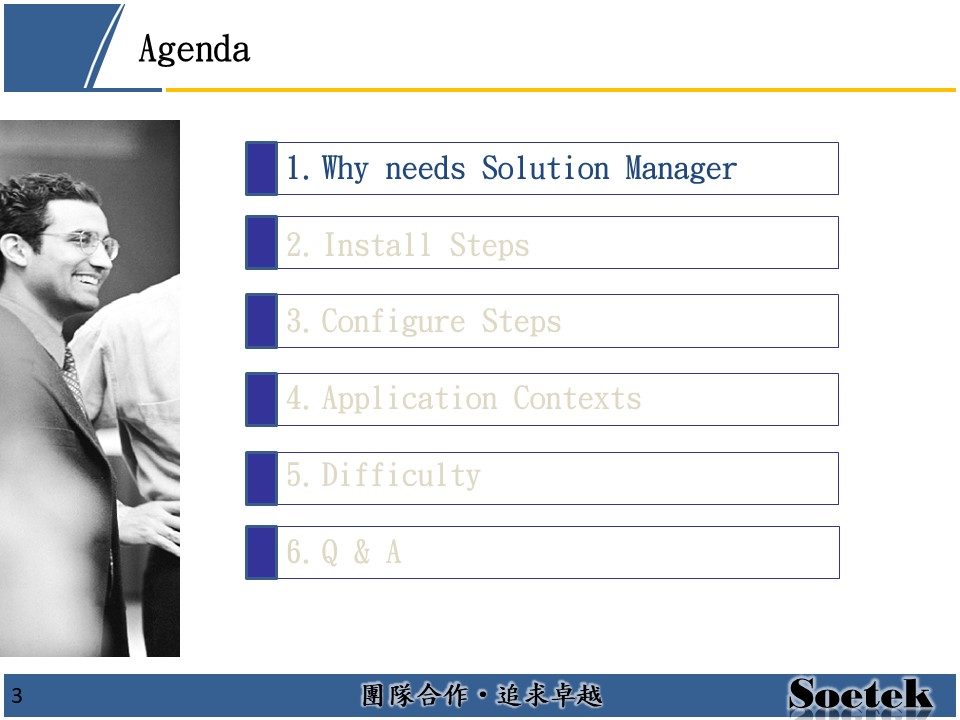 Agenda
1. Why needs Solution Manager
2. Install Steps
3. Configure Steps
4. Application Contexts
5. Difficulty
6. Q & A
3
團隊合作・追求卓越
Soetek